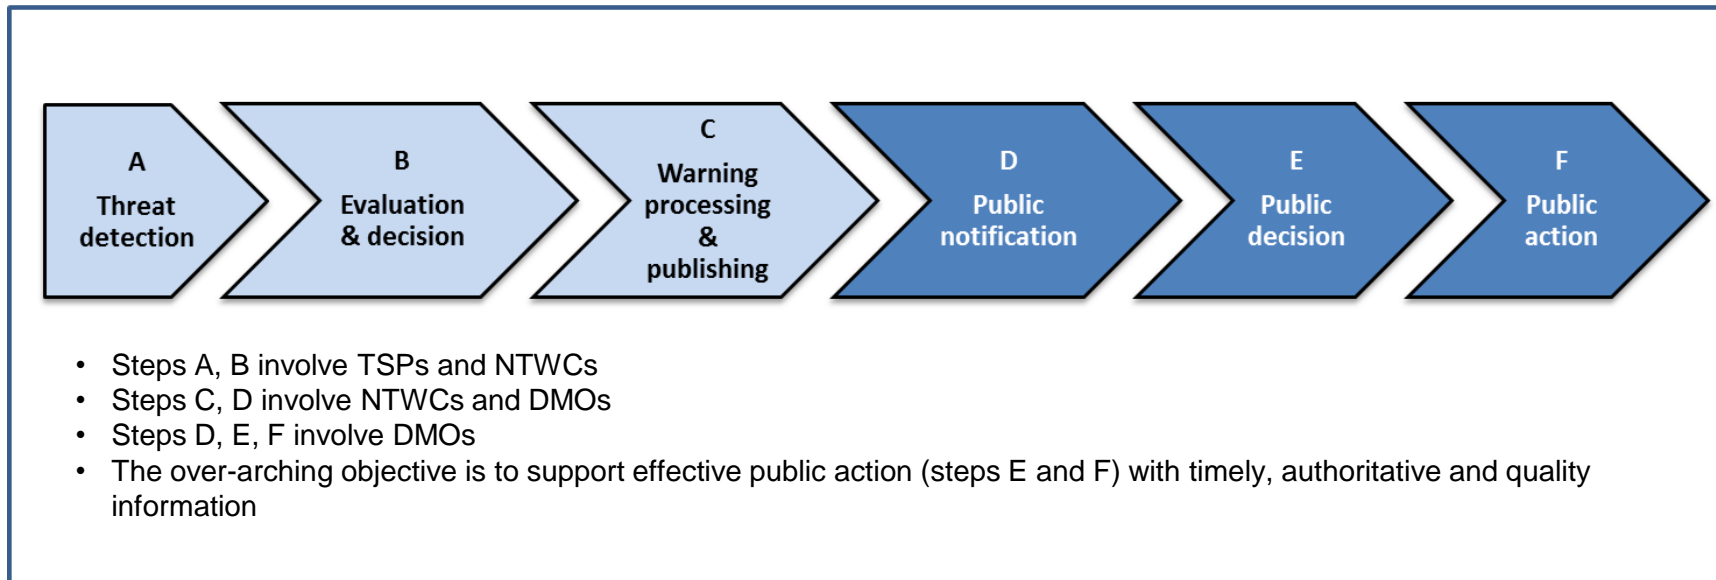 A
Threat
detection
B
Evaluation
& decision
C
Warning
processing
&
publishing
D
Public
notification
E
Public
decision
F
Public
action
• Steps A, B involve TSPs and NTWCs
• Steps C, D involve NTWCs and DMOs
• Steps D, E, F involve DMOs
• The over-arching objective is to support effective public action (steps E and F) with timely, authoritative and quality
information